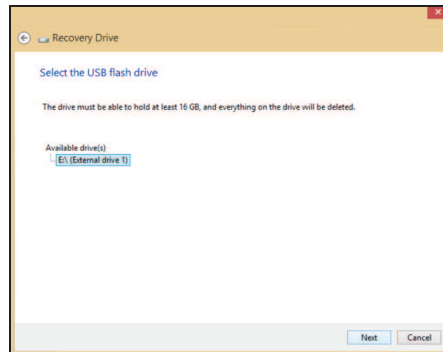 Recovery Drive
Select the USB flash drive
The drive must be able to hold at least 16 GB, and everything on the drive will be deleted.
Available drive(s)
E:\ (External drive 1)
Next Cancel